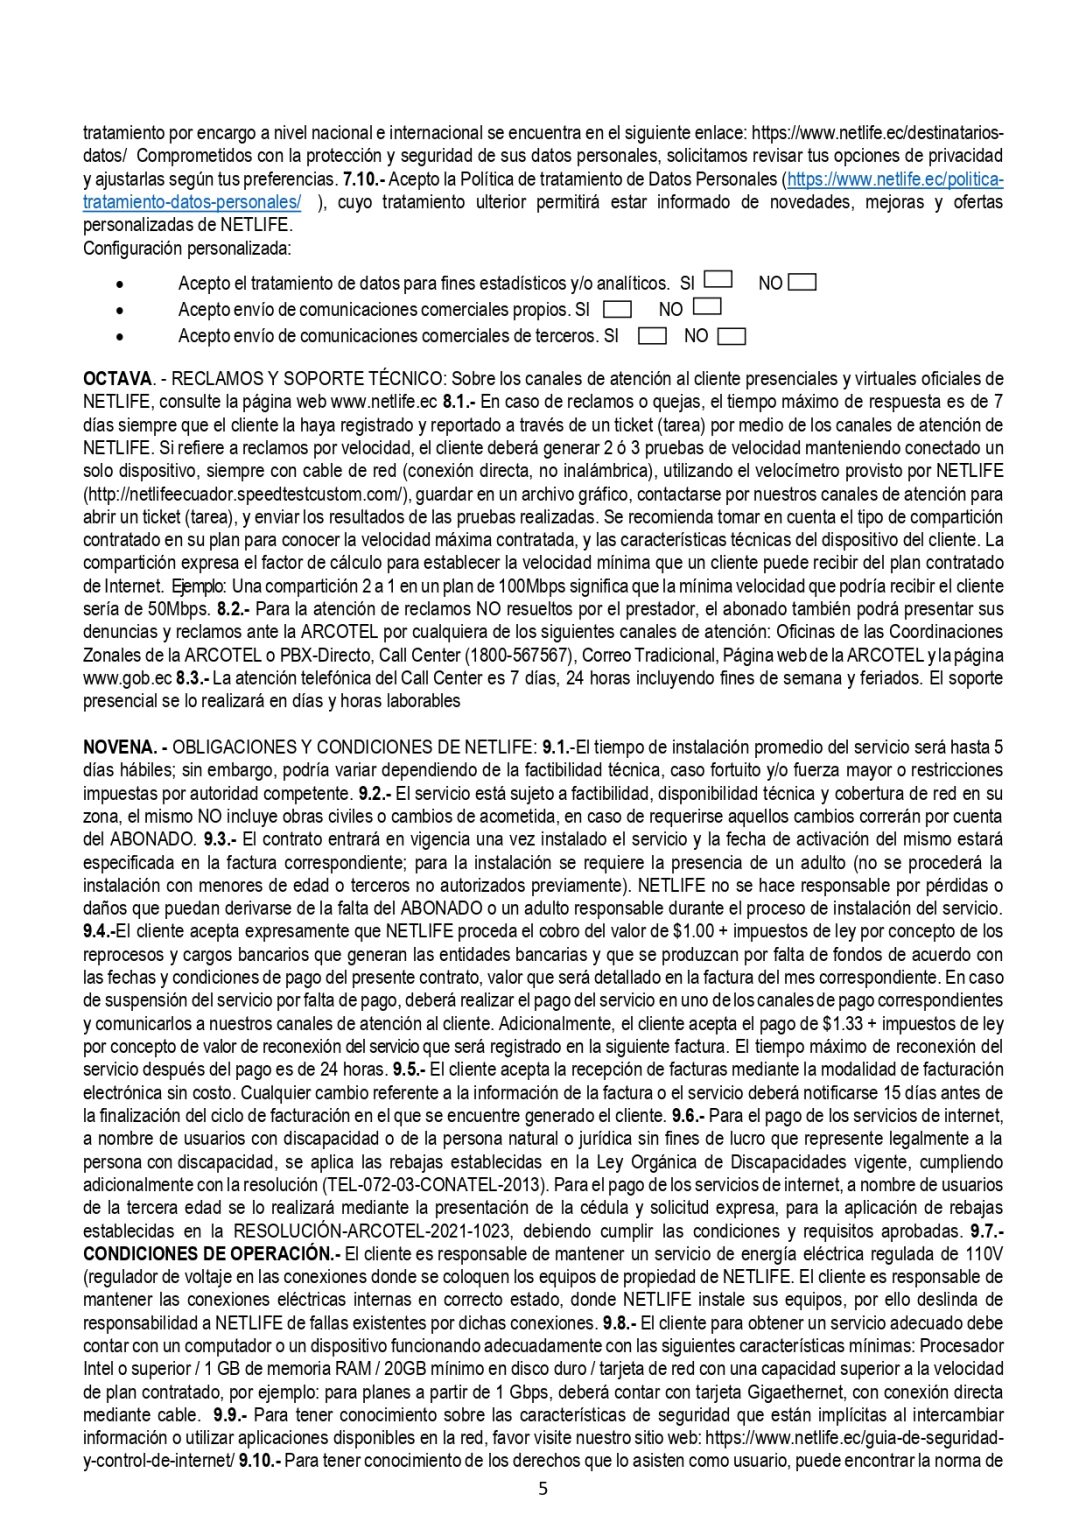 tratamiento por encargo a nivel nacional e internacional se encuentra en el siguiente enlace: https://www.netlife.ec/destinatarios-
datos/ Comprometidos con la protección y seguridad de sus datos personales, solicitamos revisar tus opciones de privacidad
y ajustarlas según tus preferencias. 7.10.- Acepto la Política de tratamiento de Datos Personales (https://www.netlife.ec/politica-
tratamiento-datos-personales/ ), cuyo tratamiento ulterior permitirá estar informado de novedades, mejoras y ofertas
personalizadas de NETLIFE.
Configuración personalizada:
• Acepto el tratamiento de datos para fines estadísticos y/o analíticos. SI NO
• Acepto envío de comunicaciones comerciales propios. SI NO
• Acepto envío de comunicaciones comerciales de terceros. SI NO
OCTAVA. - RECLAMOS Y SOPORTE TÉCNICO: Sobre los canales de atención al cliente presenciales y virtuales oficiales de
NETLIFE, consulte la página web www.netlife.ec 8.1.- En caso de reclamos o quejas, el tiempo máximo de respuesta es de 7
días siempre que el cliente la haya registrado y reportado a través de un ticket (tarea) por medio de los canales de atención de
NETLIFE. Si refiere a reclamos por velocidad, el cliente deberá generar 2 ó 3 pruebas de velocidad manteniendo conectado un
solo dispositivo, siempre con cable de red (conexión directa, no inalámbrica), utilizando el velocímetro provisto por NETLIFE
(http://netlifeecuador.speedtestcustom.com/), guardar en un archivo gráfico, contactarse por nuestros canales de atención para
abrir un ticket (tarea), y enviar los resultados de las pruebas realizadas. Se recomienda tomar en cuenta el tipo de compartición
contratado en su plan para conocer la velocidad máxima contratada, y las características técnicas del dispositivo del cliente. La
compartición expresa el factor de cálculo para establecer la velocidad mínima que un cliente puede recibir del plan contratado
de Internet. Ejemplo: Una compartición 2 a 1 en un plan de 100Mbps significa que la mínima velocidad que podría recibir el cliente
sería de 50Mbps. 8.2.- Para la atención de reclamos NO resueltos por el prestador, el abonado también podrá presentar sus
denuncias y reclamos ante la ARCOTEL por cualquiera de los siguientes canales de atención: Oficinas de las Coordinaciones
Zonales de la ARCOTEL o PBX-Directo, Call Center (1800-567567), Correo Tradicional, Página web de la ARCOTEL y la página
www.gob.ec 8.3.- La atención telefónica del Call Center es 7 días, 24 horas incluyendo fines de semana y feriados. El soporte
presencial se lo realizará en días y horas laborables
NOVENA. - OBLIGACIONES Y CONDICIONES DE NETLIFE: 9.1.-El tiempo de instalación promedio del servicio será hasta 5
días hábiles; sin embargo, podría variar dependiendo de la factibilidad técnica, caso fortuito y/o fuerza mayor o restricciones
impuestas por autoridad competente. 9.2.- El servicio está sujeto a factibilidad, disponibilidad técnica y cobertura de red en su
zona, el mismo NO incluye obras civiles o cambios de acometida, en caso de requerirse aquellos cambios correrán por cuenta
del ABONADO. 9.3.- El contrato entrará en vigencia una vez instalado el servicio y la fecha de activación del mismo estará
especificada en la factura correspondiente; para la instalación se requiere la presencia de un adulto (no se procederá la
instalación con menores de edad o terceros no autorizados previamente). NETLIFE no se hace responsable por pérdidas o
daños que puedan derivarse de la falta del ABONADO o un adulto responsable durante el proceso de instalación del servicio.
9.4.-El cliente acepta expresamente que NETLIFE proceda el cobro del valor de $1.00 + impuestos de ley por concepto de los
reprocesos y cargos bancarios que generan las entidades bancarias y que se produzcan por falta de fondos de acuerdo con
las fechas y condiciones de pago del presente contrato, valor que será detallado en la factura del mes correspondiente. En caso
de suspensión del servicio por falta de pago, deberá realizar el pago del servicio en uno de los canales de pago correspondientes
y comunicarlos a nuestros canales de atención al cliente. Adicionalmente, el cliente acepta el pago de $1.33 + impuestos de ley
por concepto de valor de reconexión del servicio que será registrado en la siguiente factura. El tiempo máximo de reconexión del
servicio después del pago es de 24 horas. 9.5.- El cliente acepta la recepción de facturas mediante la modalidad de facturación
electrónica sin costo. Cualquier cambio referente a la información de la factura o el servicio deberá notificarse 15 días antes de
la finalización del ciclo de facturación en el que se encuentre generado el cliente. 9.6.- Para el pago de los servicios de internet,
a nombre de usuarios con discapacidad o de la persona natural o jurídica sin fines de lucro que represente legalmente a la
persona con discapacidad, se aplica las rebajas establecidas en la Ley Orgánica de Discapacidades vigente, cumpliendo
adicionalmente con la resolución (TEL-072-03-CONATEL-2013). Para el pago de los servicios de internet, a nombre de usuarios
de la tercera edad se lo realizará mediante la presentación de la cédula y solicitud expresa, para la aplicación de rebajas
establecidas en la RESOLUCIÓN-ARCOTEL-2021-1023, debiendo cumplir las condiciones y requisitos aprobadas. 9.7.-
CONDICIONES DE OPERACIÓN.- El cliente es responsable de mantener un servicio de energía eléctrica regulada de 110V
(regulador de voltaje en las conexiones donde se coloquen los equipos de propiedad de NETLIFE. El cliente es responsable de
mantener las conexiones eléctricas internas en correcto estado, donde NETLIFE instale sus equipos, por ello deslinda de
responsabilidad a NETLIFE de fallas existentes por dichas conexiones. 9.8.- El cliente para obtener un servicio adecuado debe
contar con un computador o un dispositivo funcionando adecuadamente con las siguientes características mínimas: Procesador
Intel o superior / 1 GB de memoria RAM / 20GB mínimo en disco duro / tarjeta de red con una capacidad superior a la velocidad
de plan contratado, por ejemplo: para planes a partir de 1 Gbps, deberá contar con tarjeta Gigaethernet, con conexión directa
mediante cable. 9.9.- Para tener conocimiento sobre las características de seguridad que están implícitas al intercambiar
información o utilizar aplicaciones disponibles en la red, favor visite nuestro sitio web: https://www.netlife.ec/guia-de-seguridad-
y-control-de-internet/ 9.10.- Para tener conocimiento de los derechos que lo asisten como usuario, puede encontrar la norma de
5